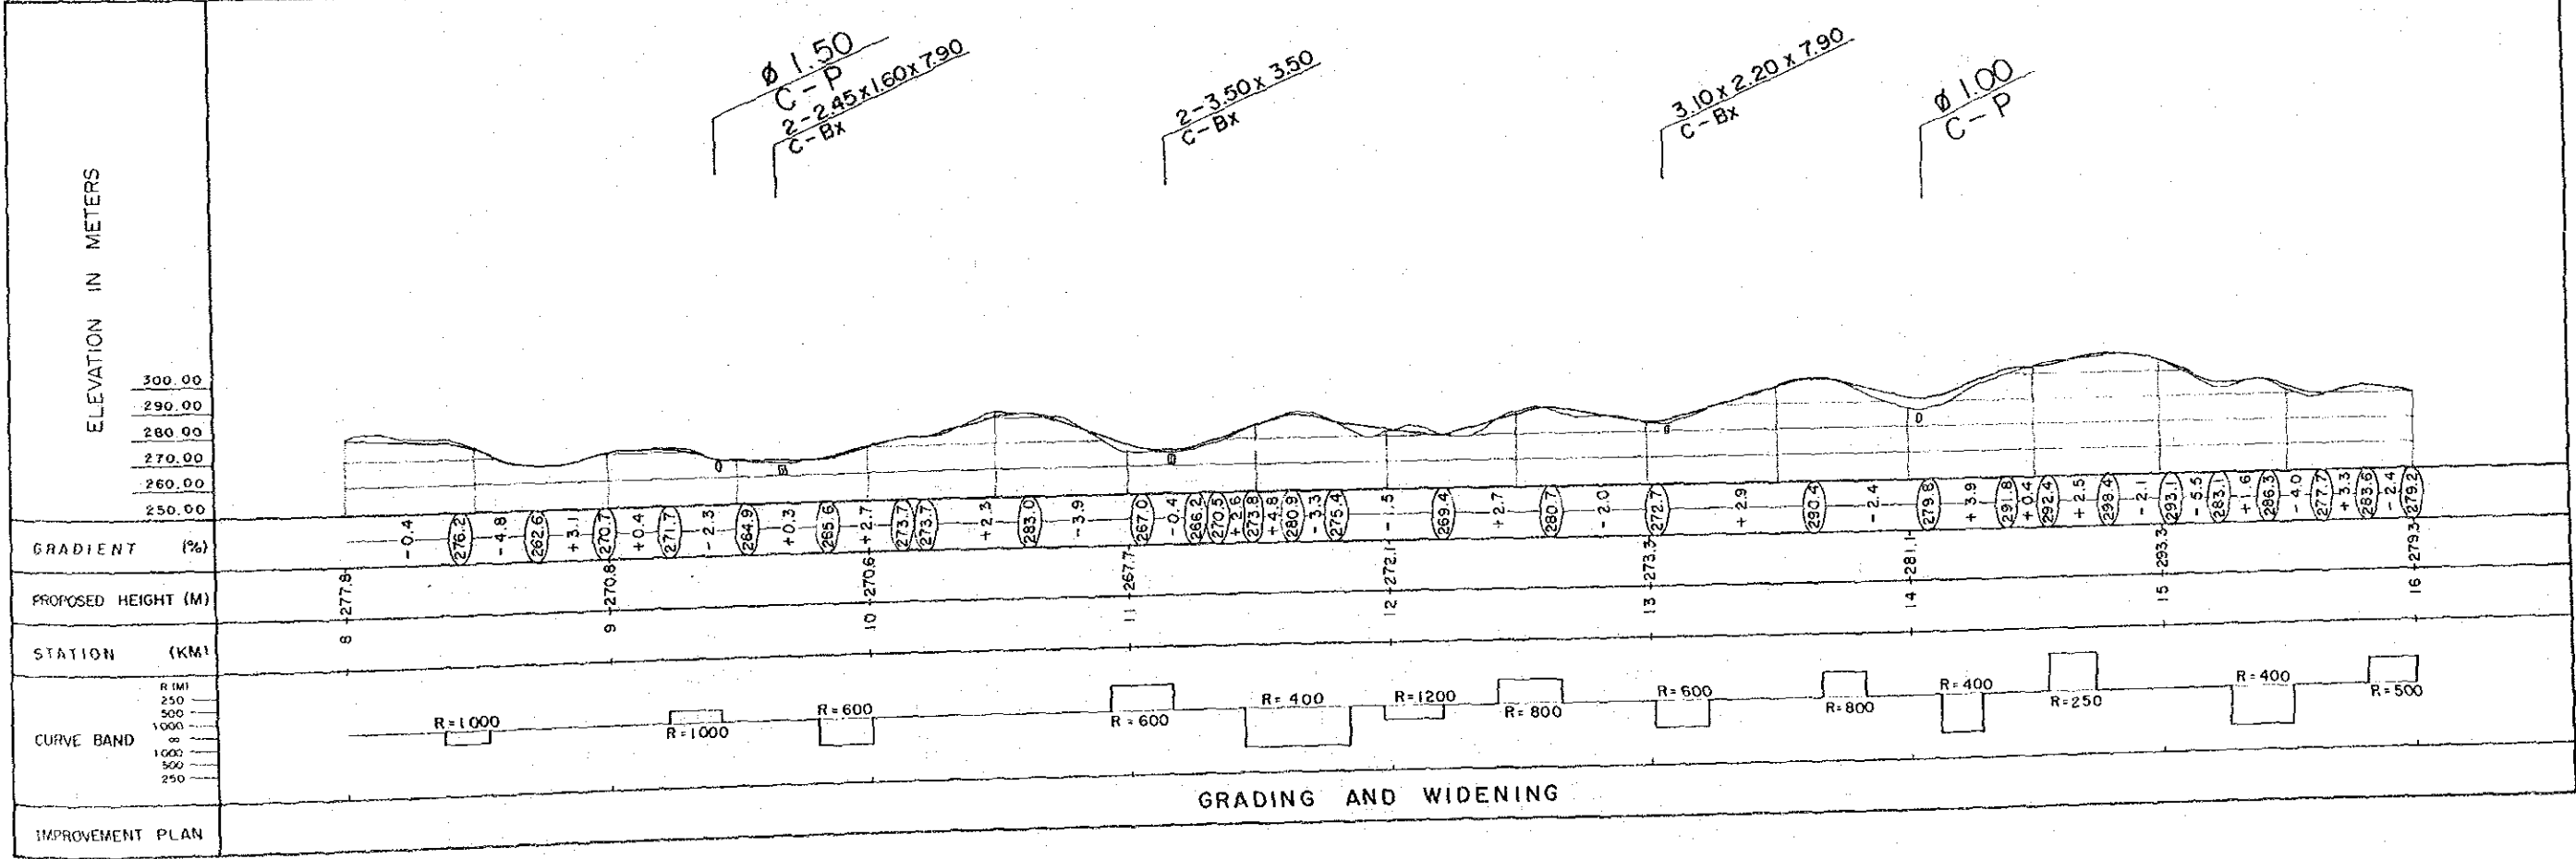 Ø 1.50
C-P
2-2.45x1.60x7.90
C-Bx
2-3.50x3.50
C-Bx
3.10x2.20x7.90
C-Bx
Ø 1.00
C-P
ELEVATION IN METERS
300.00
290.00
280.00
270.00
260.00
250.00
GRADIENT (%)
-0.4 276.2 -4.8 262.6 +3.1 270.7 +0.4 271.7 -2.3 264.9 +0.3 265.6 +2.7 273.7 273.7 +2.3 283.0 -3.9 267.0 -0.4 266.2 270.5 +2.6 273.8 +4.8 280.9 -3.3 275.4 -1.5 269.4 +2.7 280.7 -2.0 272.7 +2.9 290.4 -2.4 279.8 +3.9 291.8 +0.4 292.4 +2.5 298.4 -2.1 293.1 -5.5 283.1 +1.6 286.3 -4.0 277.7 +3.3 283.6 -2.4 279.2
PROPOSED HEIGHT (M)
277.8 270.8 270.6 267.7 272.1 273.3 281.1 293.3 279.3
STATION (KM)
8 9 10 11 12 13 14 15 16
CURVE BAND
R (M)
250
500
1000
∞
1000
500
250
R=1000 R=1000 R=600 R=600 R=400 R=1200 R=800 R=600 R=800 R=400 R=250 R=400 R=500
IMPROVEMENT PLAN
GRADING AND WIDENING